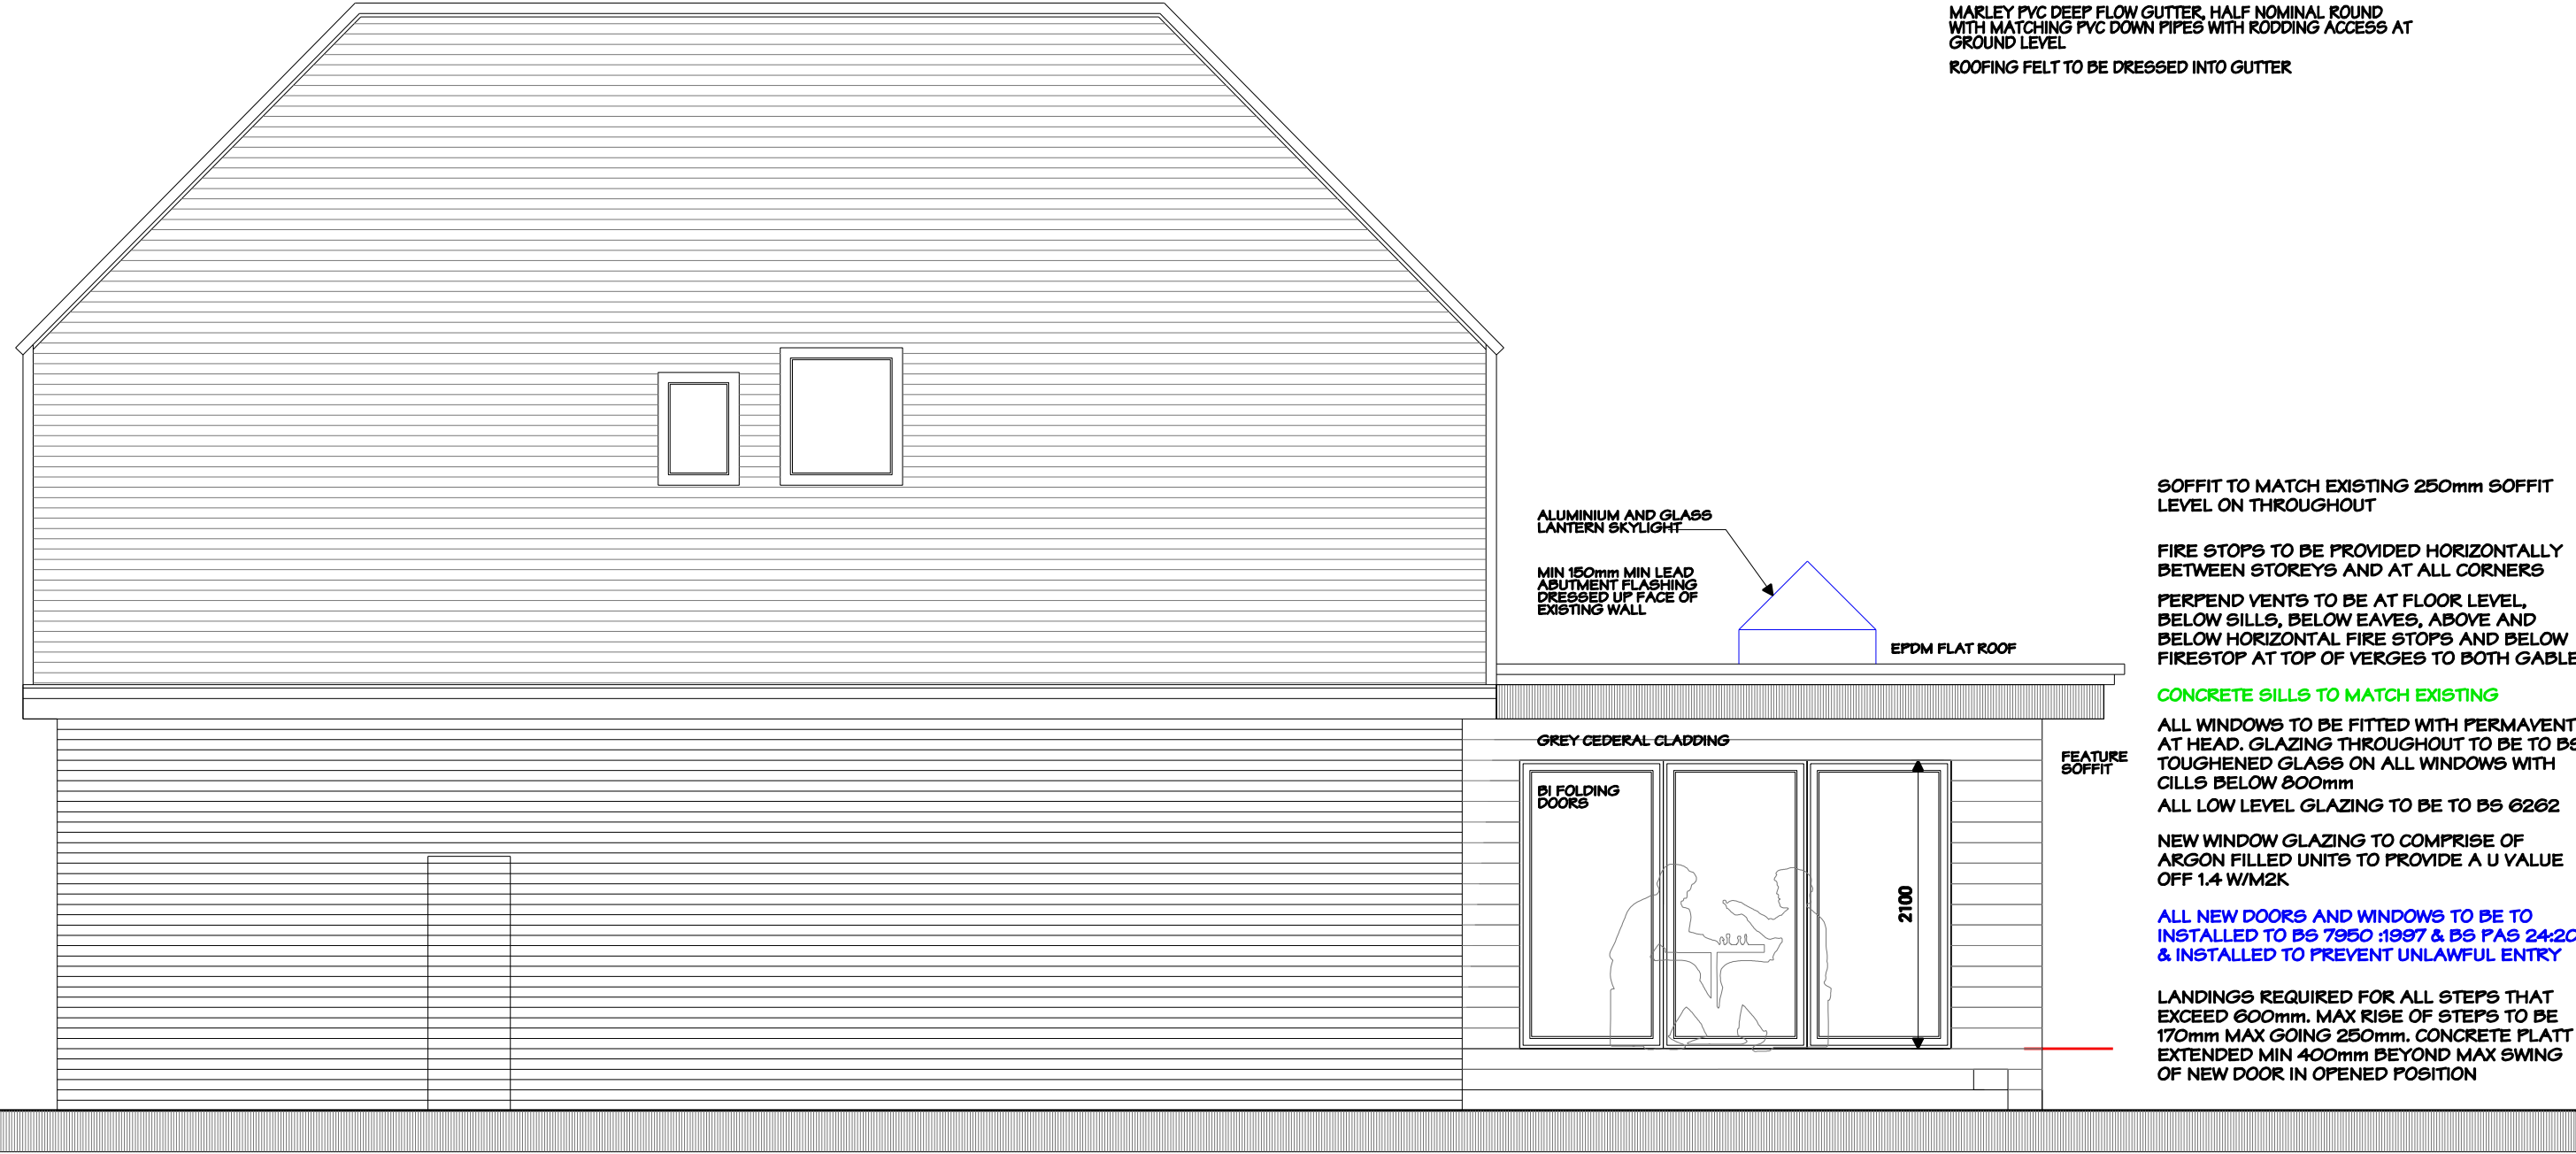 MARLEY PVC DEEP FLOW GUTTER, HALF NOMINAL ROUND
WITH MATCHING PVC DOWN PIPES WITH RODDING ACCESS AT
GROUND LEVEL
ROOFING FELT TO BE DRESSED INTO GUTTER
ALUMINIUM AND GLASS
LANTERN SKYLIGHT
MIN 150mm MIN LEAD
ABUTMENT FLASHING
DRESSED UP FACE OF
EXISTING WALL
EPDM FLAT ROOF
GREY CEDERAL CLADDING
BI FOLDING
DOORS
2100
FEATURE
SOFFIT
SOFFIT TO MATCH EXISTING 250mm SOFFIT
LEVEL ON THROUGHOUT
FIRE STOPS TO BE PROVIDED HORIZONTALLY
BETWEEN STOREYS AND AT ALL CORNERS
PERPEND VENTS TO BE AT FLOOR LEVEL,
BELOW SILLS, BELOW EAVES, ABOVE AND
BELOW HORIZONTAL FIRE STOPS AND BELOW
FIRESTOP AT TOP OF VERGES TO BOTH GABLE
CONCRETE SILLS TO MATCH EXISTING
ALL WINDOWS TO BE FITTED WITH PERMAVENT
AT HEAD. GLAZING THROUGHOUT TO BE TO BS
TOUGHENED GLASS ON ALL WINDOWS WITH
CILLS BELOW 800mm
ALL LOW LEVEL GLAZING TO BE TO BS 6262
NEW WINDOW GLAZING TO COMPRISE OF
ARGON FILLED UNITS TO PROVIDE A U VALUE
OFF 1.4 W/M2K
ALL NEW DOORS AND WINDOWS TO BE TO
INSTALLED TO BS 7950 :1997 & BS PAS 24:20
& INSTALLED TO PREVENT UNLAWFUL ENTRY
LANDINGS REQUIRED FOR ALL STEPS THAT
EXCEED 600mm. MAX RISE OF STEPS TO BE
170mm MAX GOING 250mm. CONCRETE PLATT
EXTENDED MIN 400mm BEYOND MAX SWING
OF NEW DOOR IN OPENED POSITION